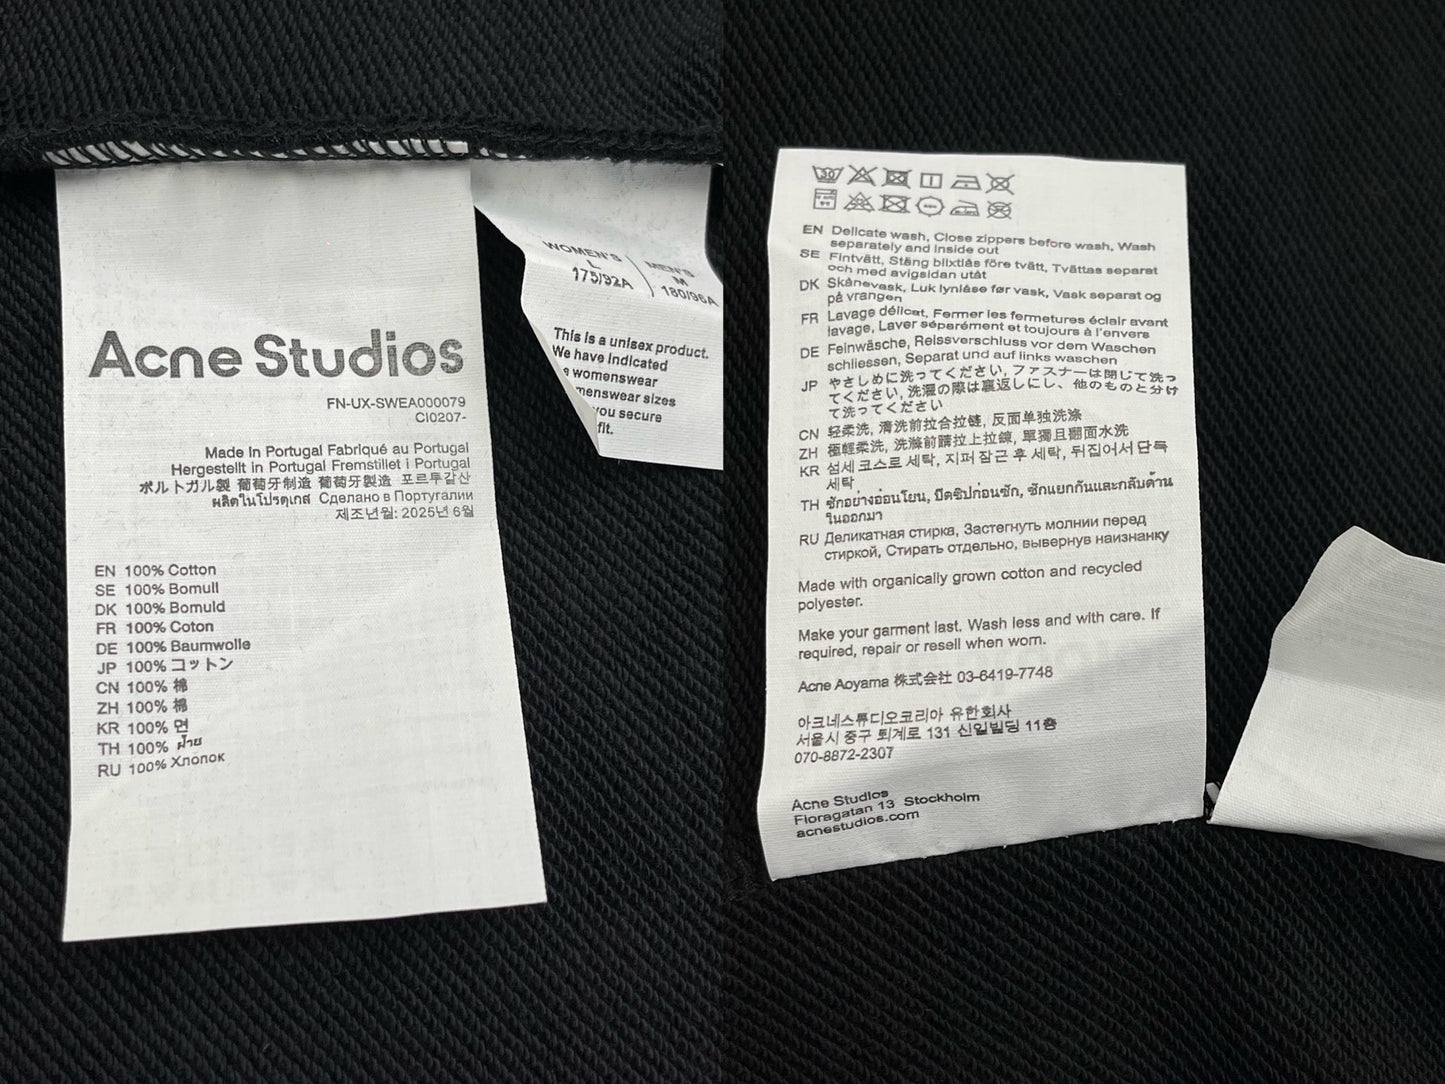 Acne Studios
FN-UX-SWEA000079
CI0207-
Made In Portugal Fabriqué au Portugal
Hergestellt in Portugal Fremstillet i Portugal
ポルトガル製 葡萄牙制造 葡萄牙製造 포르투갈산
ผลิตในโปรตุเกส Сделано в Португалии
제조년월: 2025년 6월
EN 100% Cotton
SE 100% Bomull
DK 100% Bomuld
FR 100% Coton
DE 100% Baumwolle
JP 100% コットン
CN 100% 棉
ZH 100% 棉
KR 100% 면
TH 100% ฝ้าย
RU 100% Хлопок
WOMEN'S
L
175/92A
MEN'S
M
180/96A
This is a unisex product.
We have indicated
womenswear
menswear sizes
you secure
fit.
30
EN Delicate wash, Close zippers before wash, Wash
separately and inside out
SE Fintvätt, Stäng blixtlås före tvätt, Tvättas separat
och med avigsidan utåt
DK Skånevask, Luk lynlåse før vask, Vask separat og
på vrangen
FR Lavage délicat, Fermer les fermetures éclair avant
lavage, Laver séparément et toujours à l'envers
DE Feinwäsche, Reissverschluss vor dem Waschen
schliessen, Separat und auf links waschen
JP やさしめに洗ってください, ファスナーは閉じて洗っ
てください, 洗濯の際は裏返しにし、他のものと分け
て洗ってください
CN 轻柔洗, 清洗前拉合拉链, 反面单独洗涤
ZH 極輕柔洗, 洗滌前請拉上拉鍊, 單獨且翻面水洗
KR 섬세 코스로 세탁, 지퍼 잠근 후 세탁, 뒤집어서 단독
세탁
TH ซักอย่างอ่อนโยน, ปิดซิปก่อนซัก, ซักแยกกันและกลับด้าน
ในออกมา
RU Деликатная стирка, Застегнуть молнии перед
стиркой, Стирать отдельно, вывернув наизнанку
Made with organically grown cotton and recycled
polyester.
Make your garment last. Wash less and with care. If
required, repair or resell when worn.
Acne Aoyama 株式会社 03-6419-7748
아크네스튜디오코리아 유한회사
서울시 중구 퇴계로 131 신일빌딩 11층
070-8872-2307
Acne Studios
Floragatan 13 Stockholm
acnestudios.com